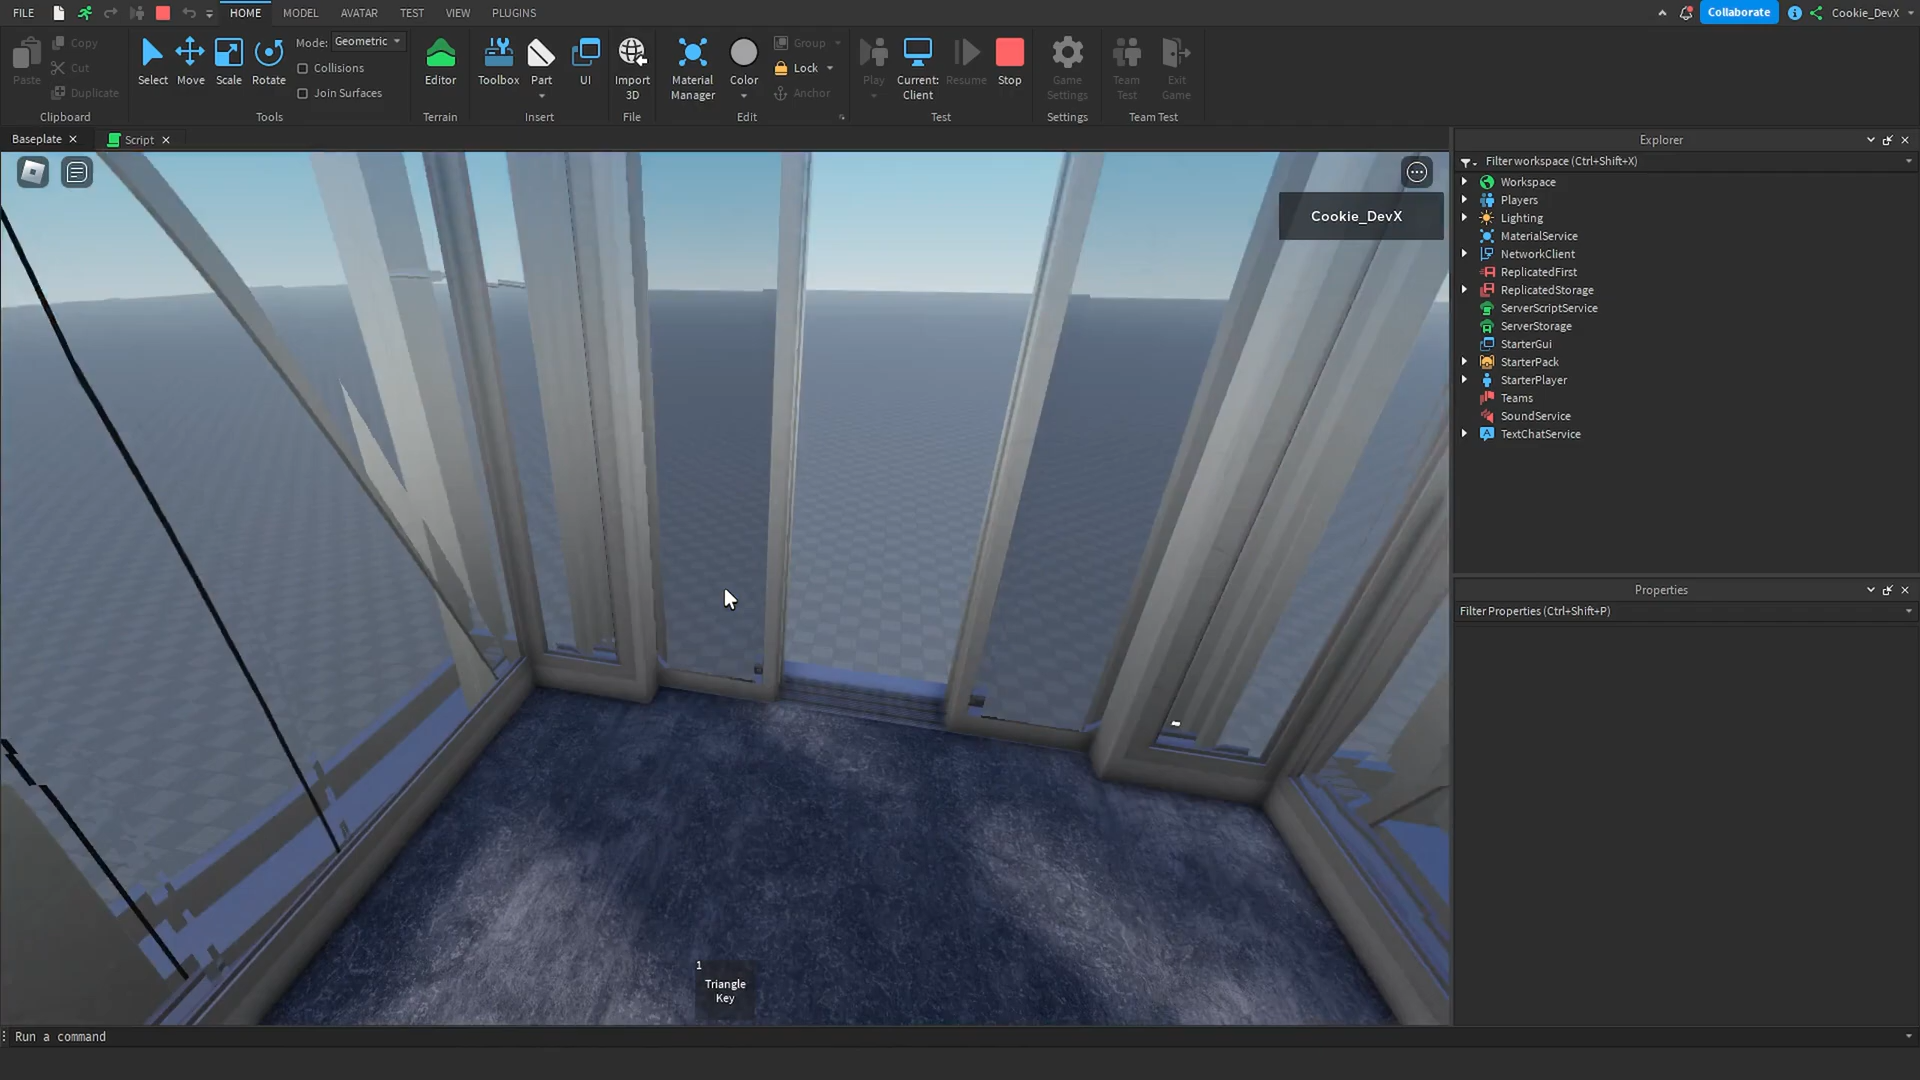 FILE
HOME
MODEL
AVATAR
TEST
VIEW
PLUGINS
Collaborate
Cookie_DevX
Paste
Copy
Cut
Duplicate
Clipboard
Select
Move
Scale
Rotate
Mode: Geometric
Collisions
Join Surfaces
Tools
Editor
Terrain
Toolbox
Part
UI
Insert
Import
3D
File
Material
Manager
Color
Group
Lock
Anchor
Edit
Play
Current:
Client
Resume
Stop
Test
Game
Settings
Settings
Team
Test
Exit
Game
Team Test
Baseplate
Script
Cookie_DevX
1
Triangle
Key
Explorer
Filter workspace (Ctrl+Shift+X)
Workspace
Players
Lighting
MaterialService
NetworkClient
ReplicatedFirst
ReplicatedStorage
ServerScriptService
ServerStorage
StarterGui
StarterPack
StarterPlayer
Teams
SoundService
TextChatService
Properties
Filter Properties (Ctrl+Shift+P)
Run a command